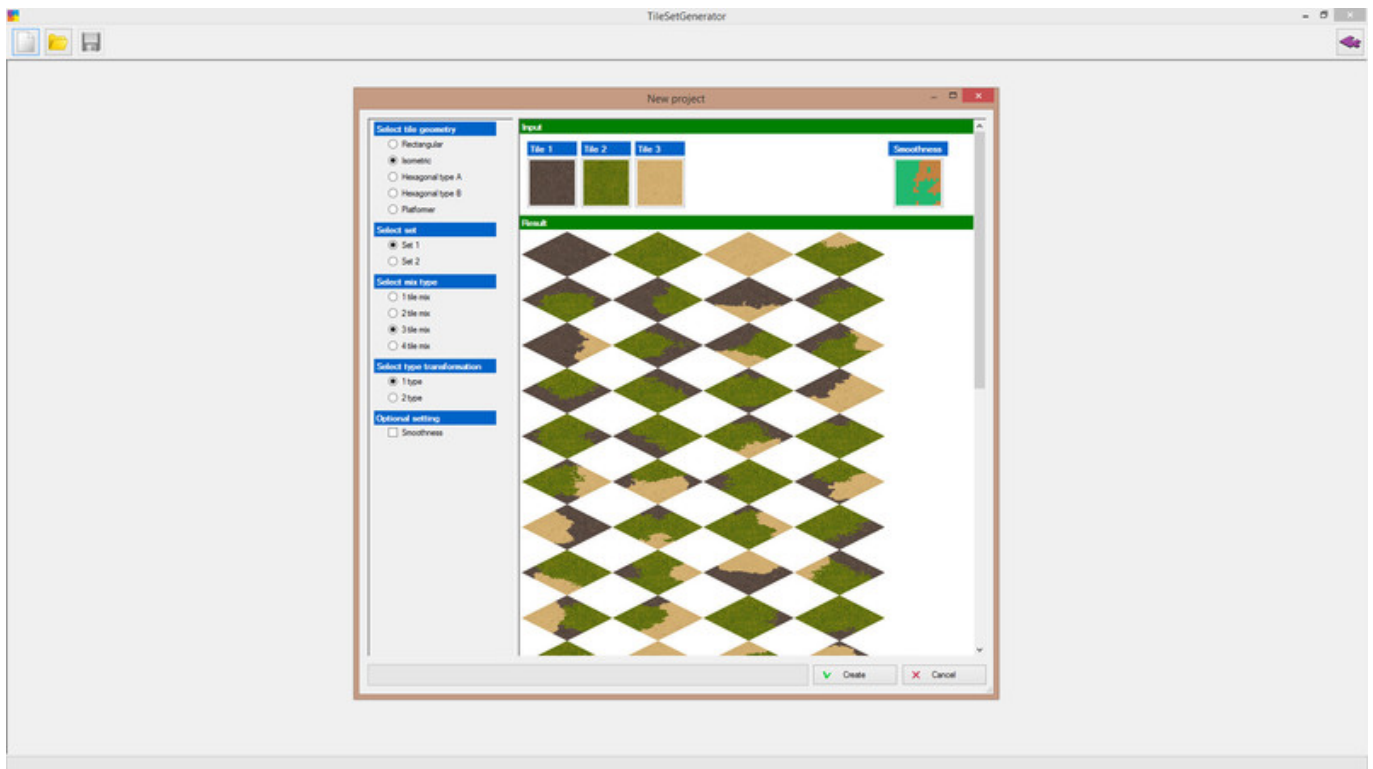 TileSetGenerator
New project
Select tile geometry
Rectangular
Isometric
Hexagonal type A
Hexagonal type B
Platformer
Select set
Set 1
Set 2
Select mix type
1 tile mix
2 tile mix
3 tile mix
4 tile mix
Select type transformation
1 type
2 type
Optional setting
Smoothness
Input
Tile 1 Tile 2 Tile 3 Smoothness
Result
Create Cancel